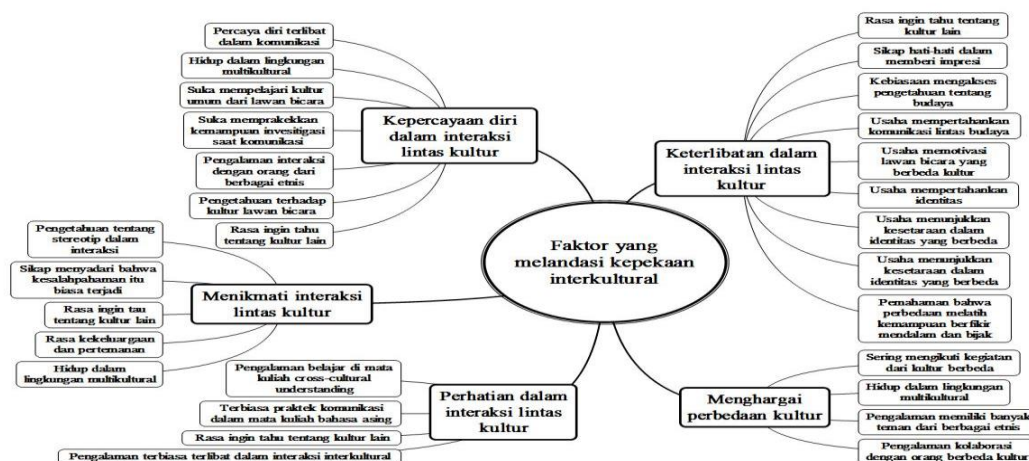 Faktor yang
melandasi kepekaan
interkultural
Kepercayaan diri
dalam interaksi
lintas kultur
Percaya diri terlibat
dalam komunikasi
Hidup dalam lingkungan
multikultural
Suka mempelajari kultur
umum dari lawan bicara
Suka memprakekkan
kemampuan invesitigasi
saat komunikasi
Pengalaman interaksi
dengan orang dari
berbagai etnis
Pengetahuan terhadap
kultur lawan bicara
Rasa ingin tahu
tentang kultur lain
Menikmati interaksi
lintas kultur
Pengetahuan tentang
stereotip dalam
interaksi
Sikap menyadari bahwa
kesalahpahaman itu
biasa terjadi
Rasa ingin tau
tentang kultur lain
Rasa kekeluargaan
dan pertemanan
Hidup dalam
lingkungan multikultural
Perhatian dalam
interaksi lintas
kultur
Pengalaman belajar di mata
kuliah cross-cultural
understanding
Terbiasa praktek komunikasi
dalam mata kuliah bahasa asing
Rasa ingin tahu tentang kultur lain
Pengalaman terbiasa terlibat dalam interaksi interkultural
Keterlibatan dalam
interaksi lintas
kultur
Rasa ingin tahu tentang
kultur lain
Sikap hati-hati dalam
memberi impresi
Kebiasaan mengakses
pengetahuan tentang
budaya
Usaha mempertahankan
komunikasi lintas budaya
Usaha memotivasi
lawan bicara yang
berbeda kultur
Usaha mempertahankan
identitas
Usaha menunjukkan
kesetaraan dalam
identitas yang berbeda
Usaha menunjukkan
kesetaraan dalam
identitas yang berbeda
Pemahaman bahwa
perbedaan melatih
kemampuan berfikir
mendalam dan bijak
Menghargai
perbedaan kultur
Sering mengikuti kegiatan
dari kultur berbeda
Hidup dalam lingkungan
multikultural
Pengalaman memiliki banyak
teman dari berbagai etnis
Pengalaman kolaborasi
dengan orang berbeda kultur